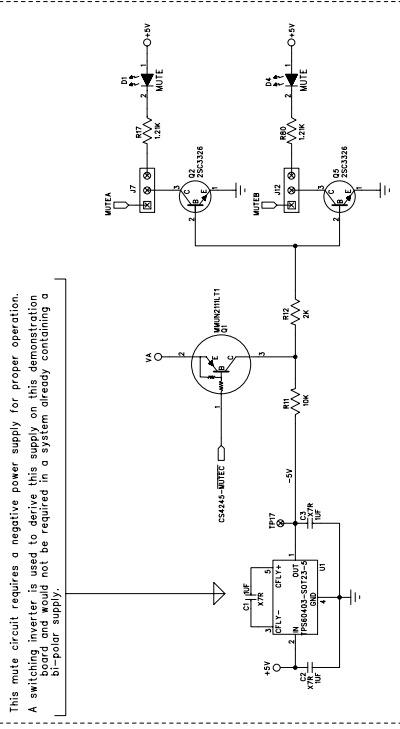 This mute circuit requires a negative power supply for proper operation.
A switching inverter is used to derive this supply on this demonstration
board and would not be required in a system already containing a
bi-polar supply.
+5V
C2
X7R
1UF
2
IN
3
CFLY-
C1
1UF
X7R
5
CFLY+
OUT
1
TPS60403-SOT23-5
GND
4
U1
TP17
C3
X7R
1UF
-5V
CS4245-MUTEC
1
VA
2
E
B
C
3
MMUN2111LT1
Q1
R11
10K
R12
2K
MUTEA
J7
R17
1.21K
D1
2
1
MUTE
+5V
3
C
B
E
2
1
Q2
2SC3326
MUTEB
J12
R80
1.21K
D4
2
1
MUTE
+5V
3
C
B
E
2
1
Q5
2SC3326